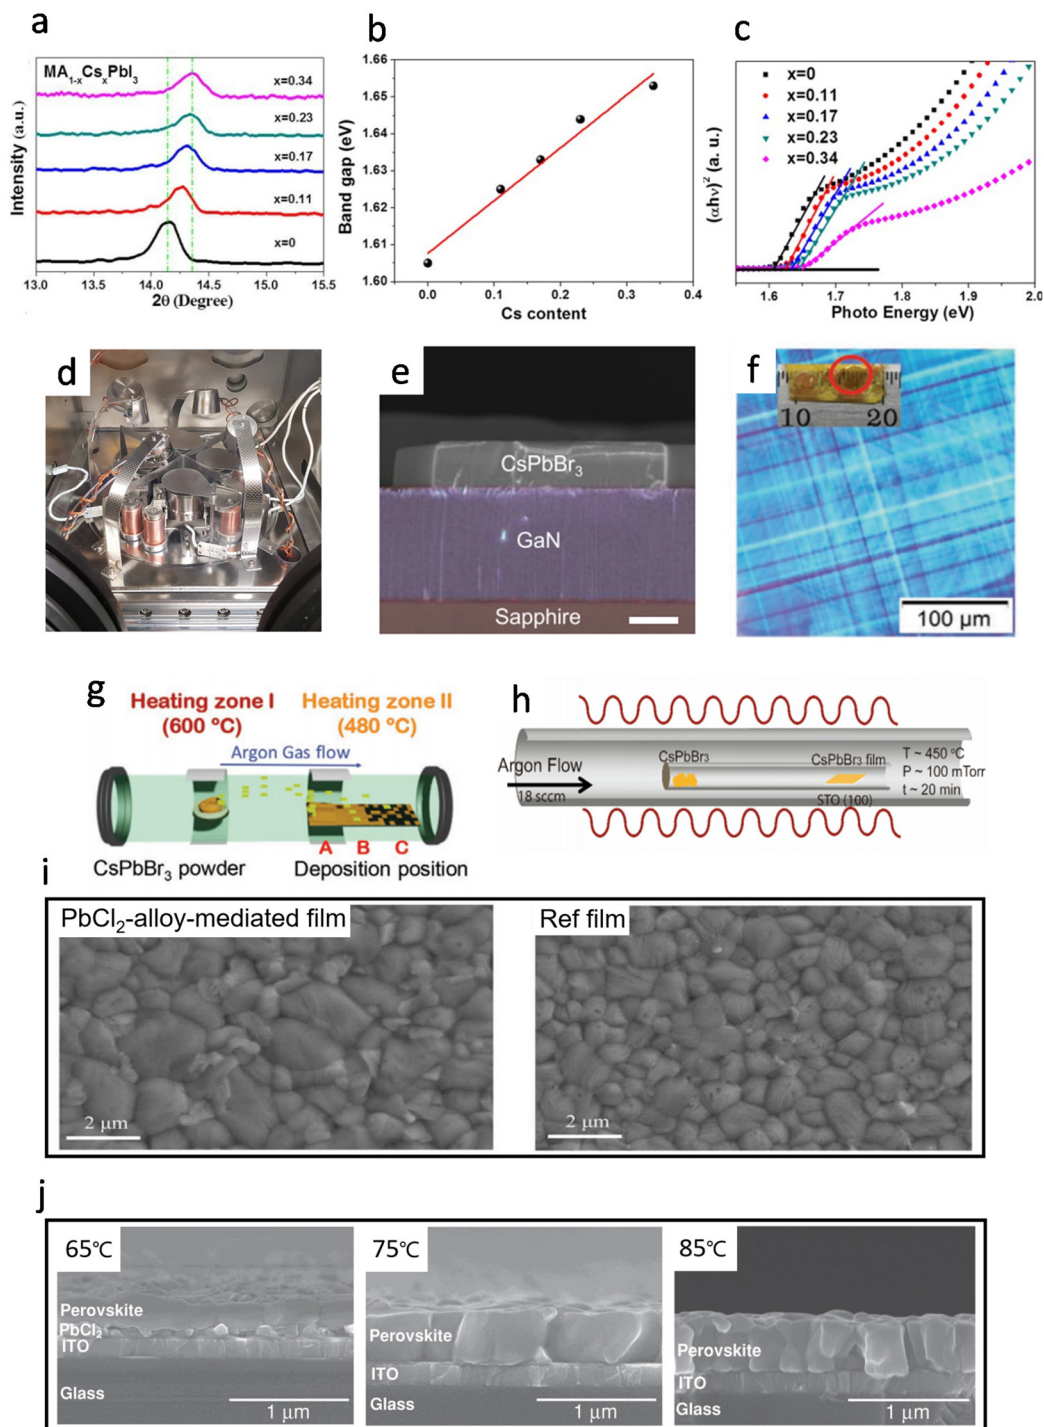 a
MA1-xCsxPbI3
x=0.34
x=0.23
x=0.17
x=0.11
x=0
Intensity (a.u.)
13.0 13.5 14.0 14.5 15.0 15.5
2θ (Degree)
b
1.66
1.65
1.64
1.63
1.62
1.61
1.60
Band gap (eV)
0.0 0.1 0.2 0.3 0.4
Cs content
c
x=0
x=0.11
x=0.17
x=0.23
x=0.34
(αhν)² (a. u.)
1.6 1.7 1.8 1.9 2.0
Photo Energy (eV)
d
e
CsPbBr3
GaN
Sapphire
f
10 20
100 µm
g
Heating zone I
(600 °C)
Heating zone II
(480 °C)
Argon Gas flow
A B C
CsPbBr3 powder
Deposition position
h
Argon Flow
18 sccm
CsPbBr3
CsPbBr3 film
STO (100)
T ~ 450 °C
P ~ 100 mTorr
t ~ 20 min
i
PbCl2-alloy-mediated film
2 µm
Ref film
2 µm
j
65℃
Perovskite
PbCl2
ITO
Glass
1 µm
75℃
Perovskite
ITO
Glass
1 µm
85℃
Perovskite
ITO
Glass
1 µm